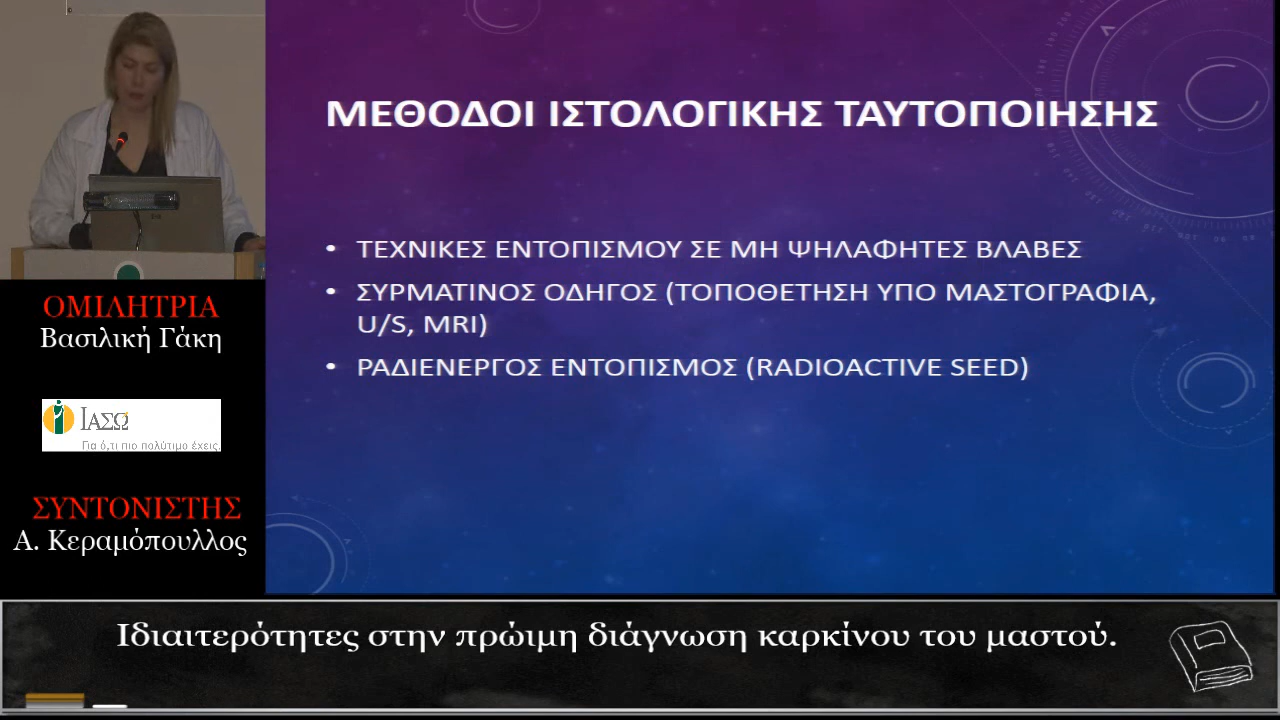 ΜΕΘΟΔΟΙ ΙΣΤΟΛΟΓΙΚΗΣ ΤΑΥΤΟΠΟΙΗΣΗΣ
• ΤΕΧΝΙΚΕΣ ΕΝΤΟΠΙΣΜΟΥ ΣΕ ΜΗ ΨΗΛΑΦΗΤΕΣ ΒΛΑΒΕΣ
• ΣΥΡΜΑΤΙΝΟΣ ΟΔΗΓΟΣ (ΤΟΠΟΘΕΤΗΣΗ ΥΠΟ ΜΑΣΤΟΓΡΑΦΙΑ,
U/S, MRI)
• ΡΑΔΙΕΝΕΡΓΟΣ ΕΝΤΟΠΙΣΜΟΣ (RADIOACTIVE SEED)
ΟΜΙΛΗΤΡΙΑ
Βασιλική Γάκη
ΙΑΣΩ
Για ό,τι πιο πολύτιμο έχεις.
ΣΥΝΤΟΝΙΣΤΗΣ
Α. Κεραμόπουλλος
Ιδιαιτερότητες στην πρώιμη διάγνωση καρκίνου του μαστού.